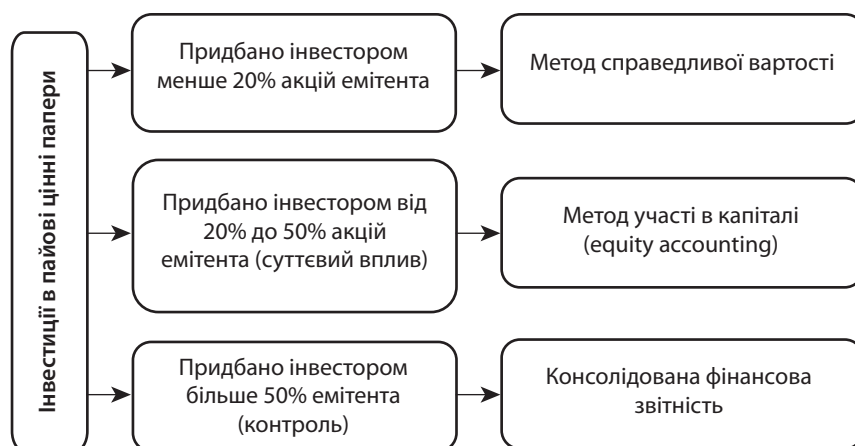 Інвестиції в пайові цінні папери
Придбано інвестором
менше 20% акцій емітента
Метод справедливої вартості
Придбано інвестором від
20% до 50% акцій
емітента (суттєвий вплив)
Метод участі в капіталі
(equity accounting)
Придбано інвестором
більше 50% емітента
(контроль)
Консолідована фінансова
звітність